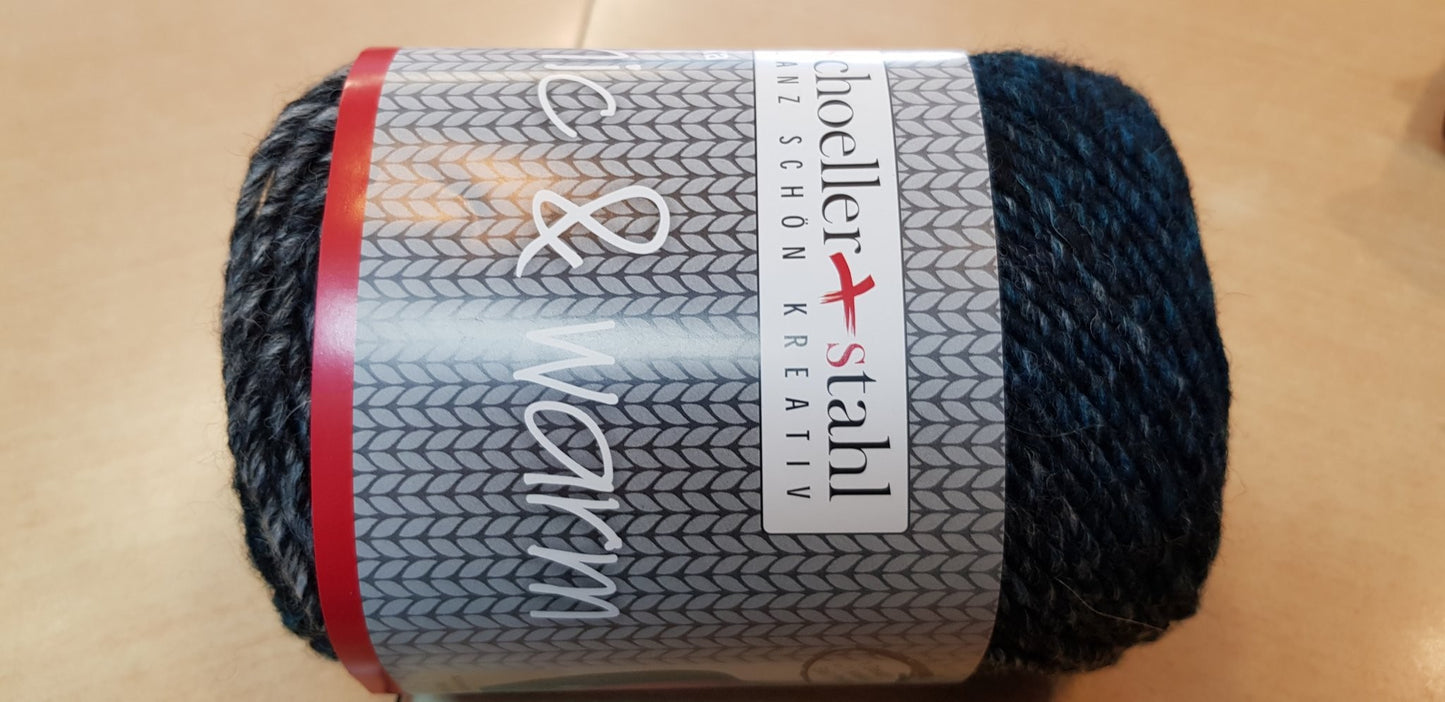 choeller+stahl
ANZ SCHÖN KREATIV
ic & warm